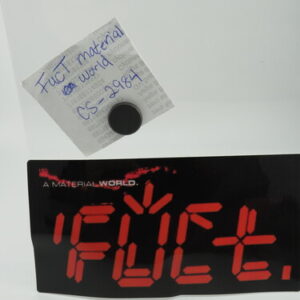 FucT material
world
CS-2984
A MATERIAL WORLD.
FUCt.